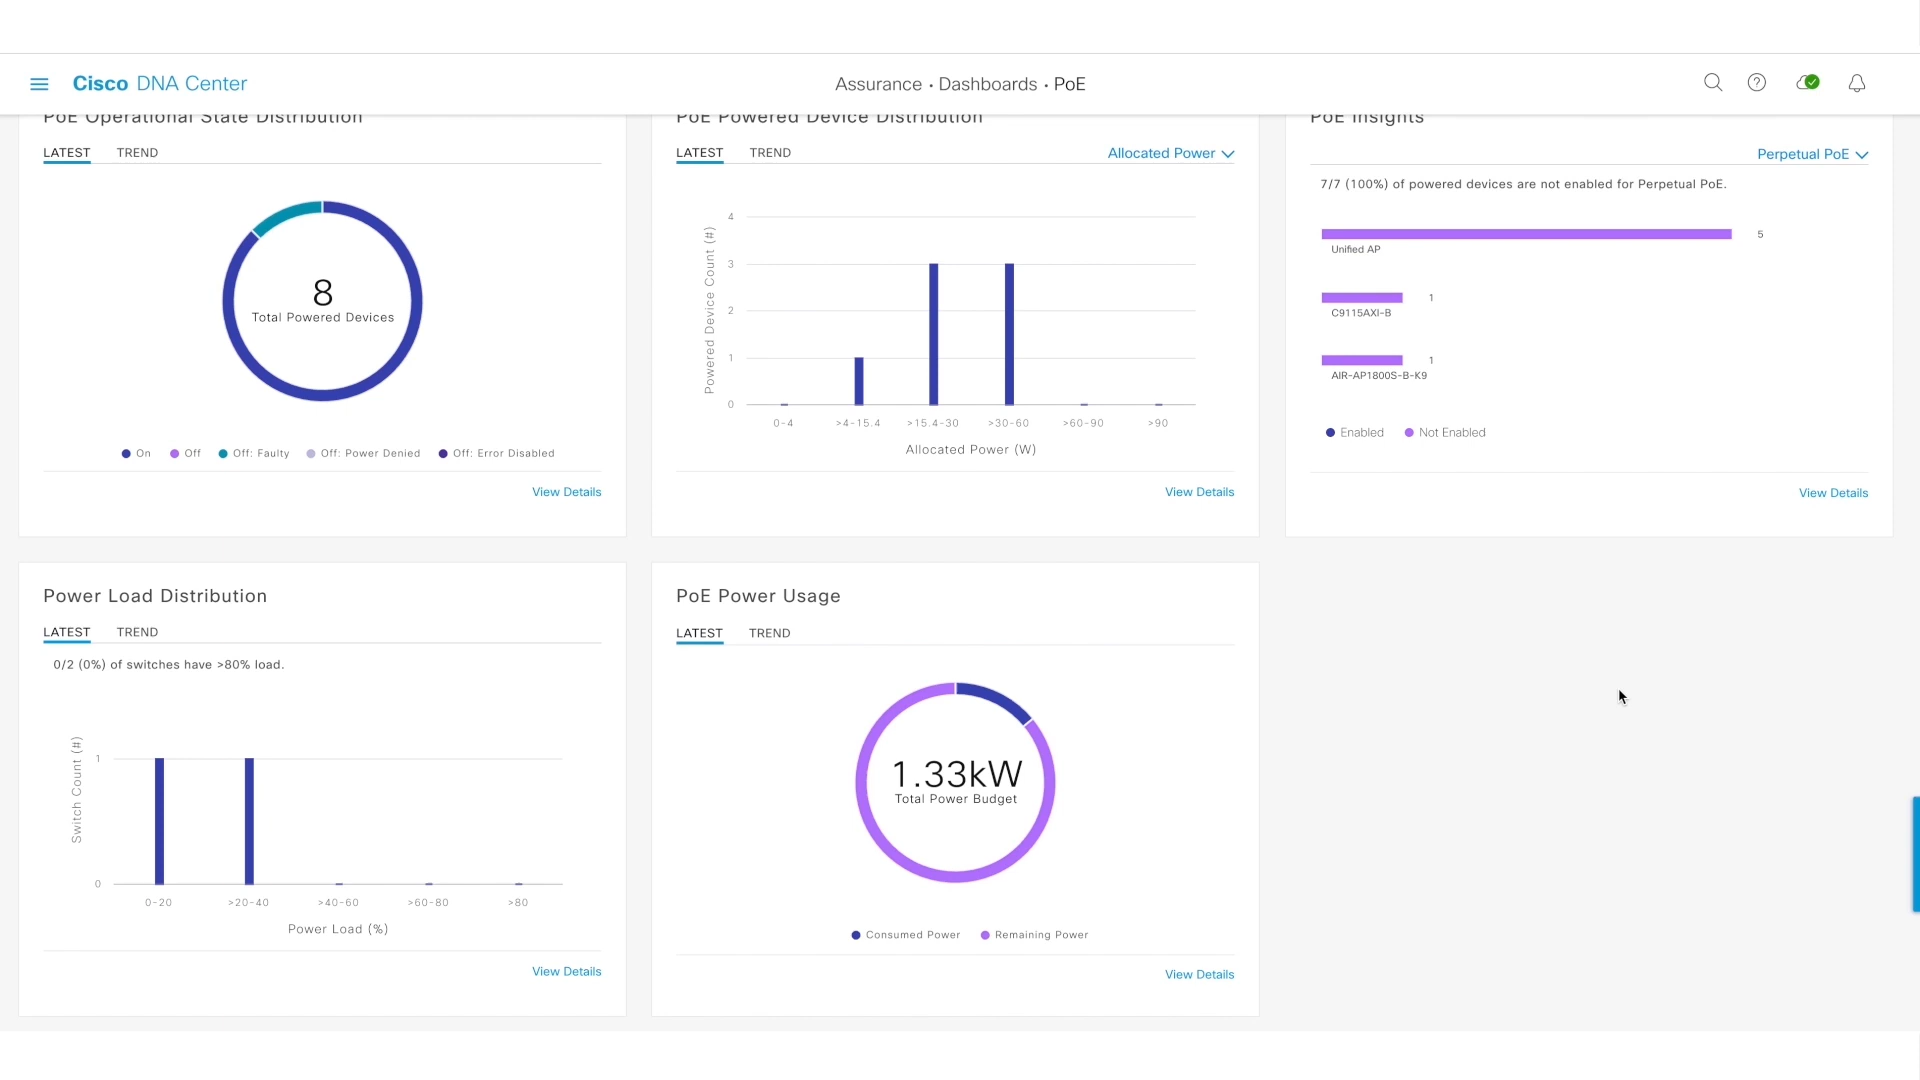 Cisco DNA Center
Assurance • Dashboards • PoE
PoE Operational State Distribution
LATEST TREND
8
Total Powered Devices
On Off Off: Faulty Off: Power Denied Off: Error Disabled
View Details
PoE Powered Device Distribution
LATEST TREND Allocated Power
Powered Device Count (#)
4
3
2
1
0
0-4 >4-15.4 >15.4-30 >30-60 >60-90 >90
Allocated Power (W)
View Details
PoE Insights
Perpetual PoE
7/7 (100%) of powered devices are not enabled for Perpetual PoE.
5
Unified AP
1
C9115AXI-B
1
AIR-AP1800S-B-K9
Enabled Not Enabled
View Details
Power Load Distribution
LATEST TREND
0/2 (0%) of switches have >80% load.
Switch Count (#)
1
0
0-20 >20-40 >40-60 >60-80 >80
Power Load (%)
View Details
PoE Power Usage
LATEST TREND
1.33kW
Total Power Budget
Consumed Power Remaining Power
View Details